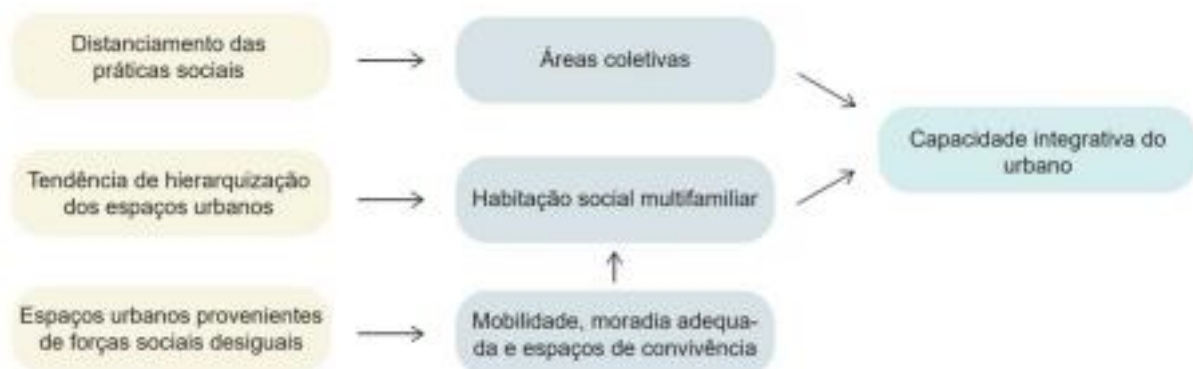 Distanciamento das
práticas sociais
Áreas coletivas
Capacidade integrativa do
urbano
Tendência de hierarquização
dos espaços urbanos
Habitação social multifamiliar
Espaços urbanos provenientes
de forças sociais desiguais
Mobilidade, moradia adequa-
da e espaços de convivência